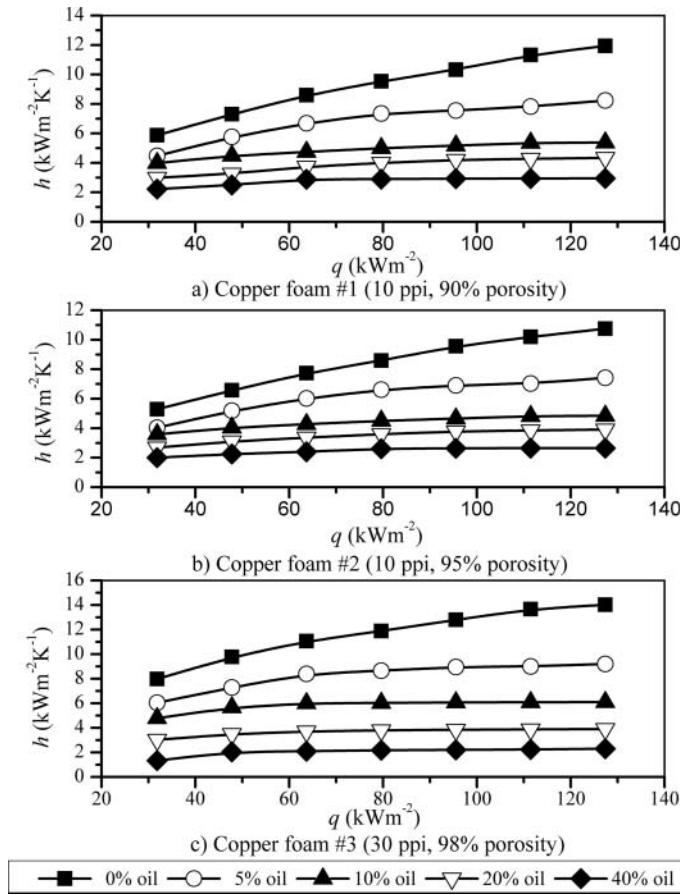 14
12
10
8
6
4
2
0
h (kWm-2K-1)
20 40 60 80 100 120 140
q (kWm-2)
a) Copper foam #1 (10 ppi, 90% porosity)
12
10
8
6
4
2
0
h (kWm-2K-1)
20 40 60 80 100 120 140
q (kWm-2)
b) Copper foam #2 (10 ppi, 95% porosity)
16
14
12
10
8
6
4
2
0
h (kWm-2K-1)
20 40 60 80 100 120 140
q (kWm-2)
c) Copper foam #3 (30 ppi, 98% porosity)
0% oil 5% oil 10% oil 20% oil 40% oil